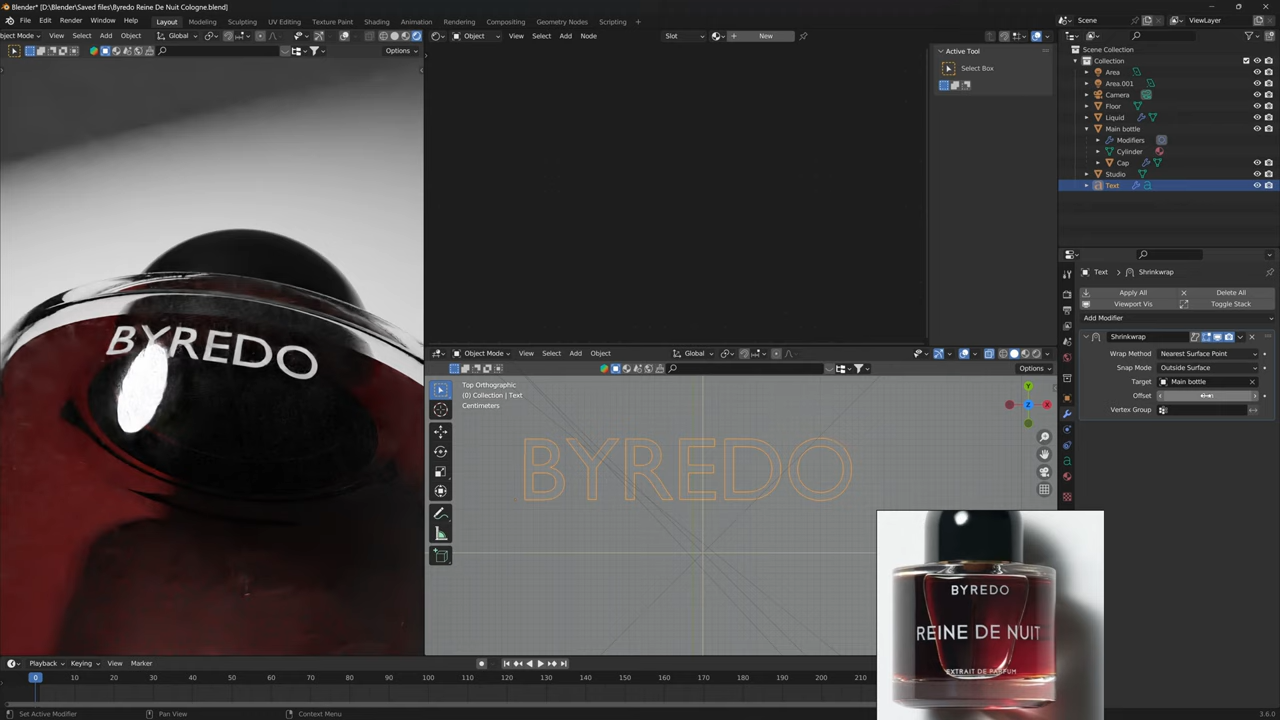 Blender* [D:\Blender\Saved files\Byredo Reine De Nuit Cologne.blend]
File Edit Render Window Help Layout Modeling Sculpting UV Editing Texture Paint Shading Animation Rendering Compositing Geometry Nodes Scripting + Scene ViewLayer
Object Mode View Select Add Object Global Object View Select Add Node Slot New
Options
Active Tool
Select Box
Scene Collection
Collection
Area
Area.001
Camera
Floor
Liquid
Main bottle
Modifiers
Cylinder
Cap
Studio
Text
BYREDO
Text > Shrinkwrap
Apply All Delete All
Viewport Vis Toggle Stack
Add Modifier
Shrinkwrap
Wrap Method Nearest Surface Point
Snap Mode Outside Surface
Target Main bottle
Offset
Vertex Group
Object Mode View Select Add Object Global
Options
Top Orthographic
(0) Collection | Text
Centimeters
BYREDO
X
BYREDO
REINE DE NUIT
EXTRAIT DE PARFUM
Playback Keying View Marker
0 10 20 30 40 50 60 70 80 90 100 110 120 130 140 150 160 170 180 190 200 210
Set Active Modifier Pan View Context Menu 3.6.0